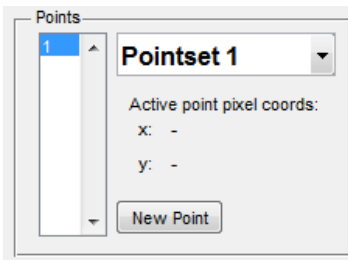 Points
1
Pointset 1
Active point pixel coords:
x: -
y: -
New Point